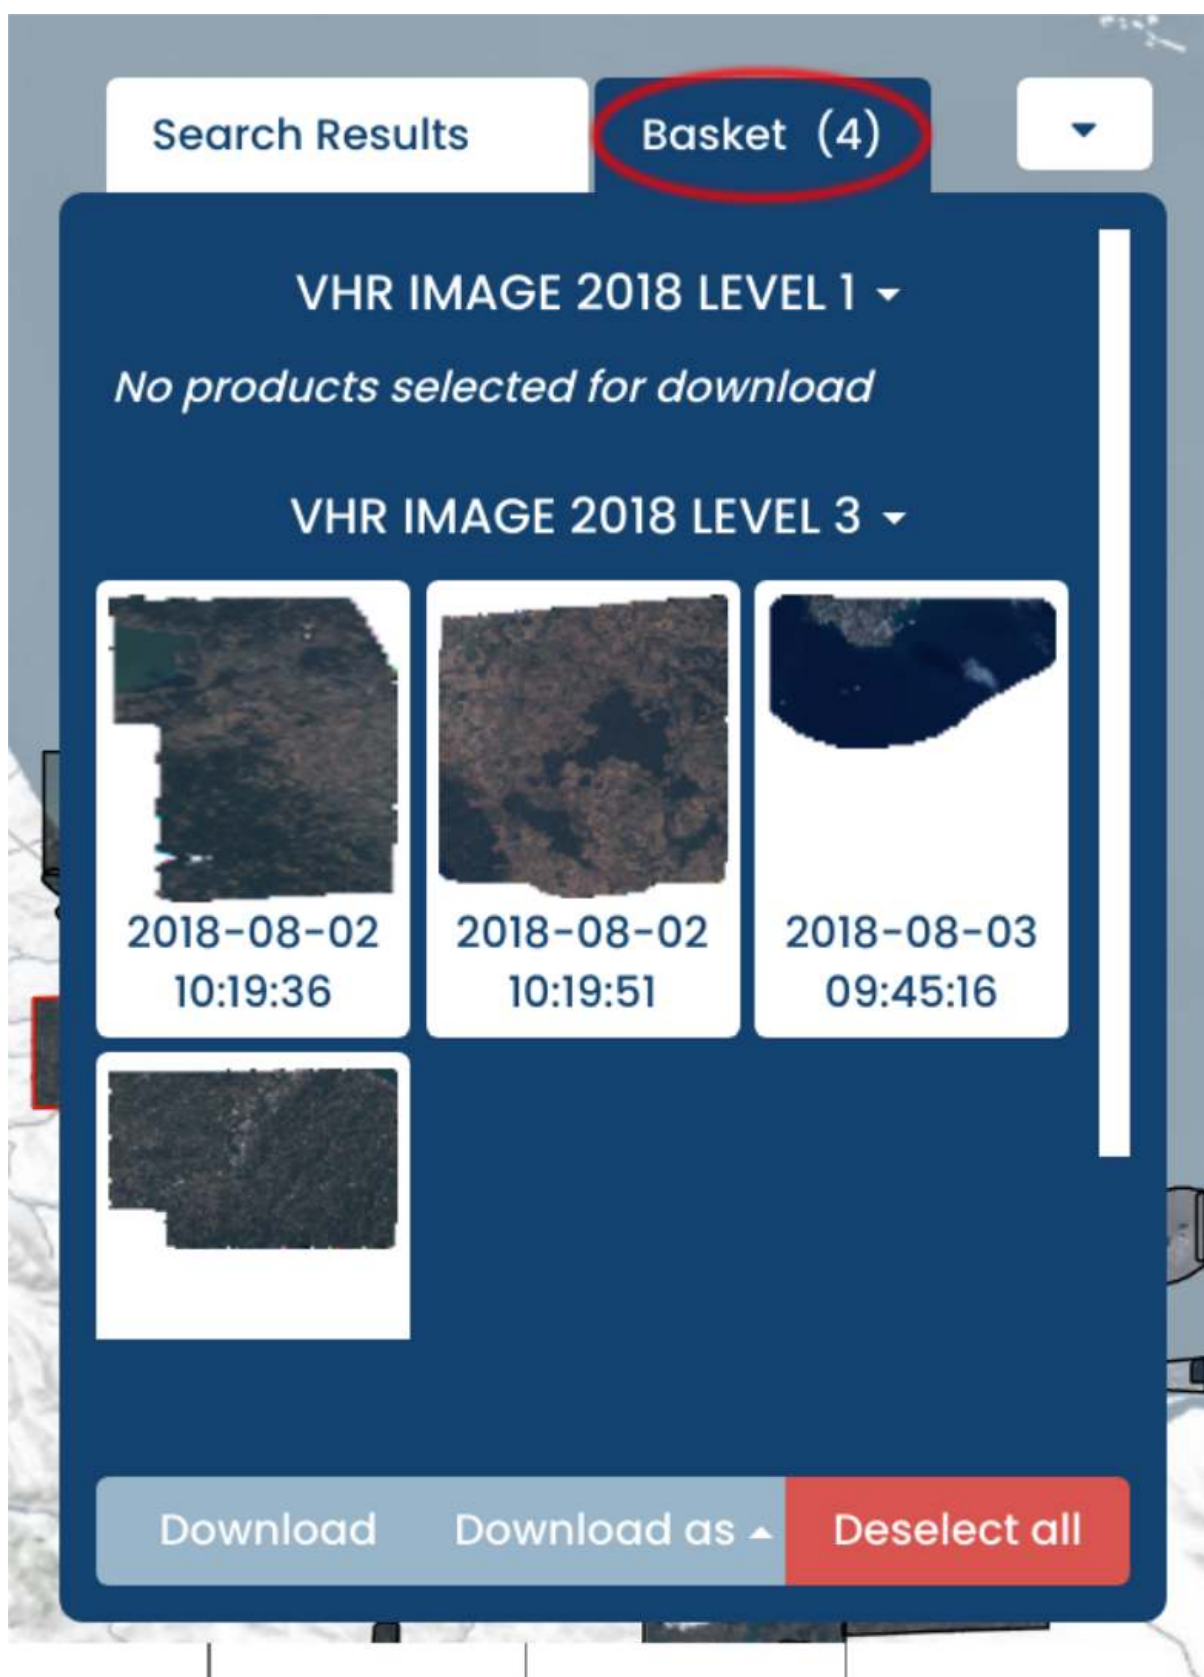 Search Results
Basket (4)
VHR IMAGE 2018 LEVEL 1
No products selected for download
VHR IMAGE 2018 LEVEL 3
2018-08-02
10:19:36
2018-08-02
10:19:51
2018-08-03
09:45:16
Download
Download as
Deselect all